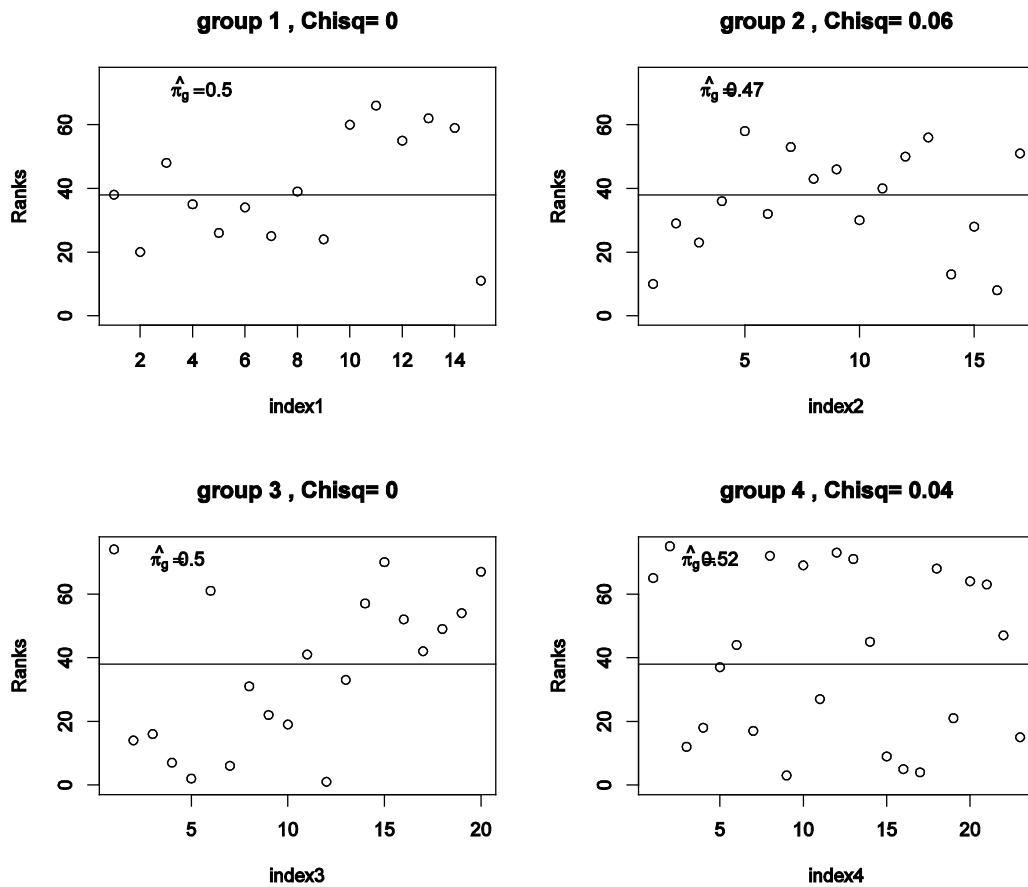 group 1 , Chisq= 0
π̂g = 0.5
Ranks
0 20 40 60
2 4 6 8 10 12 14
index1
group 2 , Chisq= 0.06
π̂g = 0.47
Ranks
0 20 40 60
5 10 15
index2
group 3 , Chisq= 0
π̂g = 0.5
Ranks
0 20 40 60
5 10 15 20
index3
group 4 , Chisq= 0.04
π̂g = 0.52
Ranks
0 20 40 60
5 10 15 20
index4